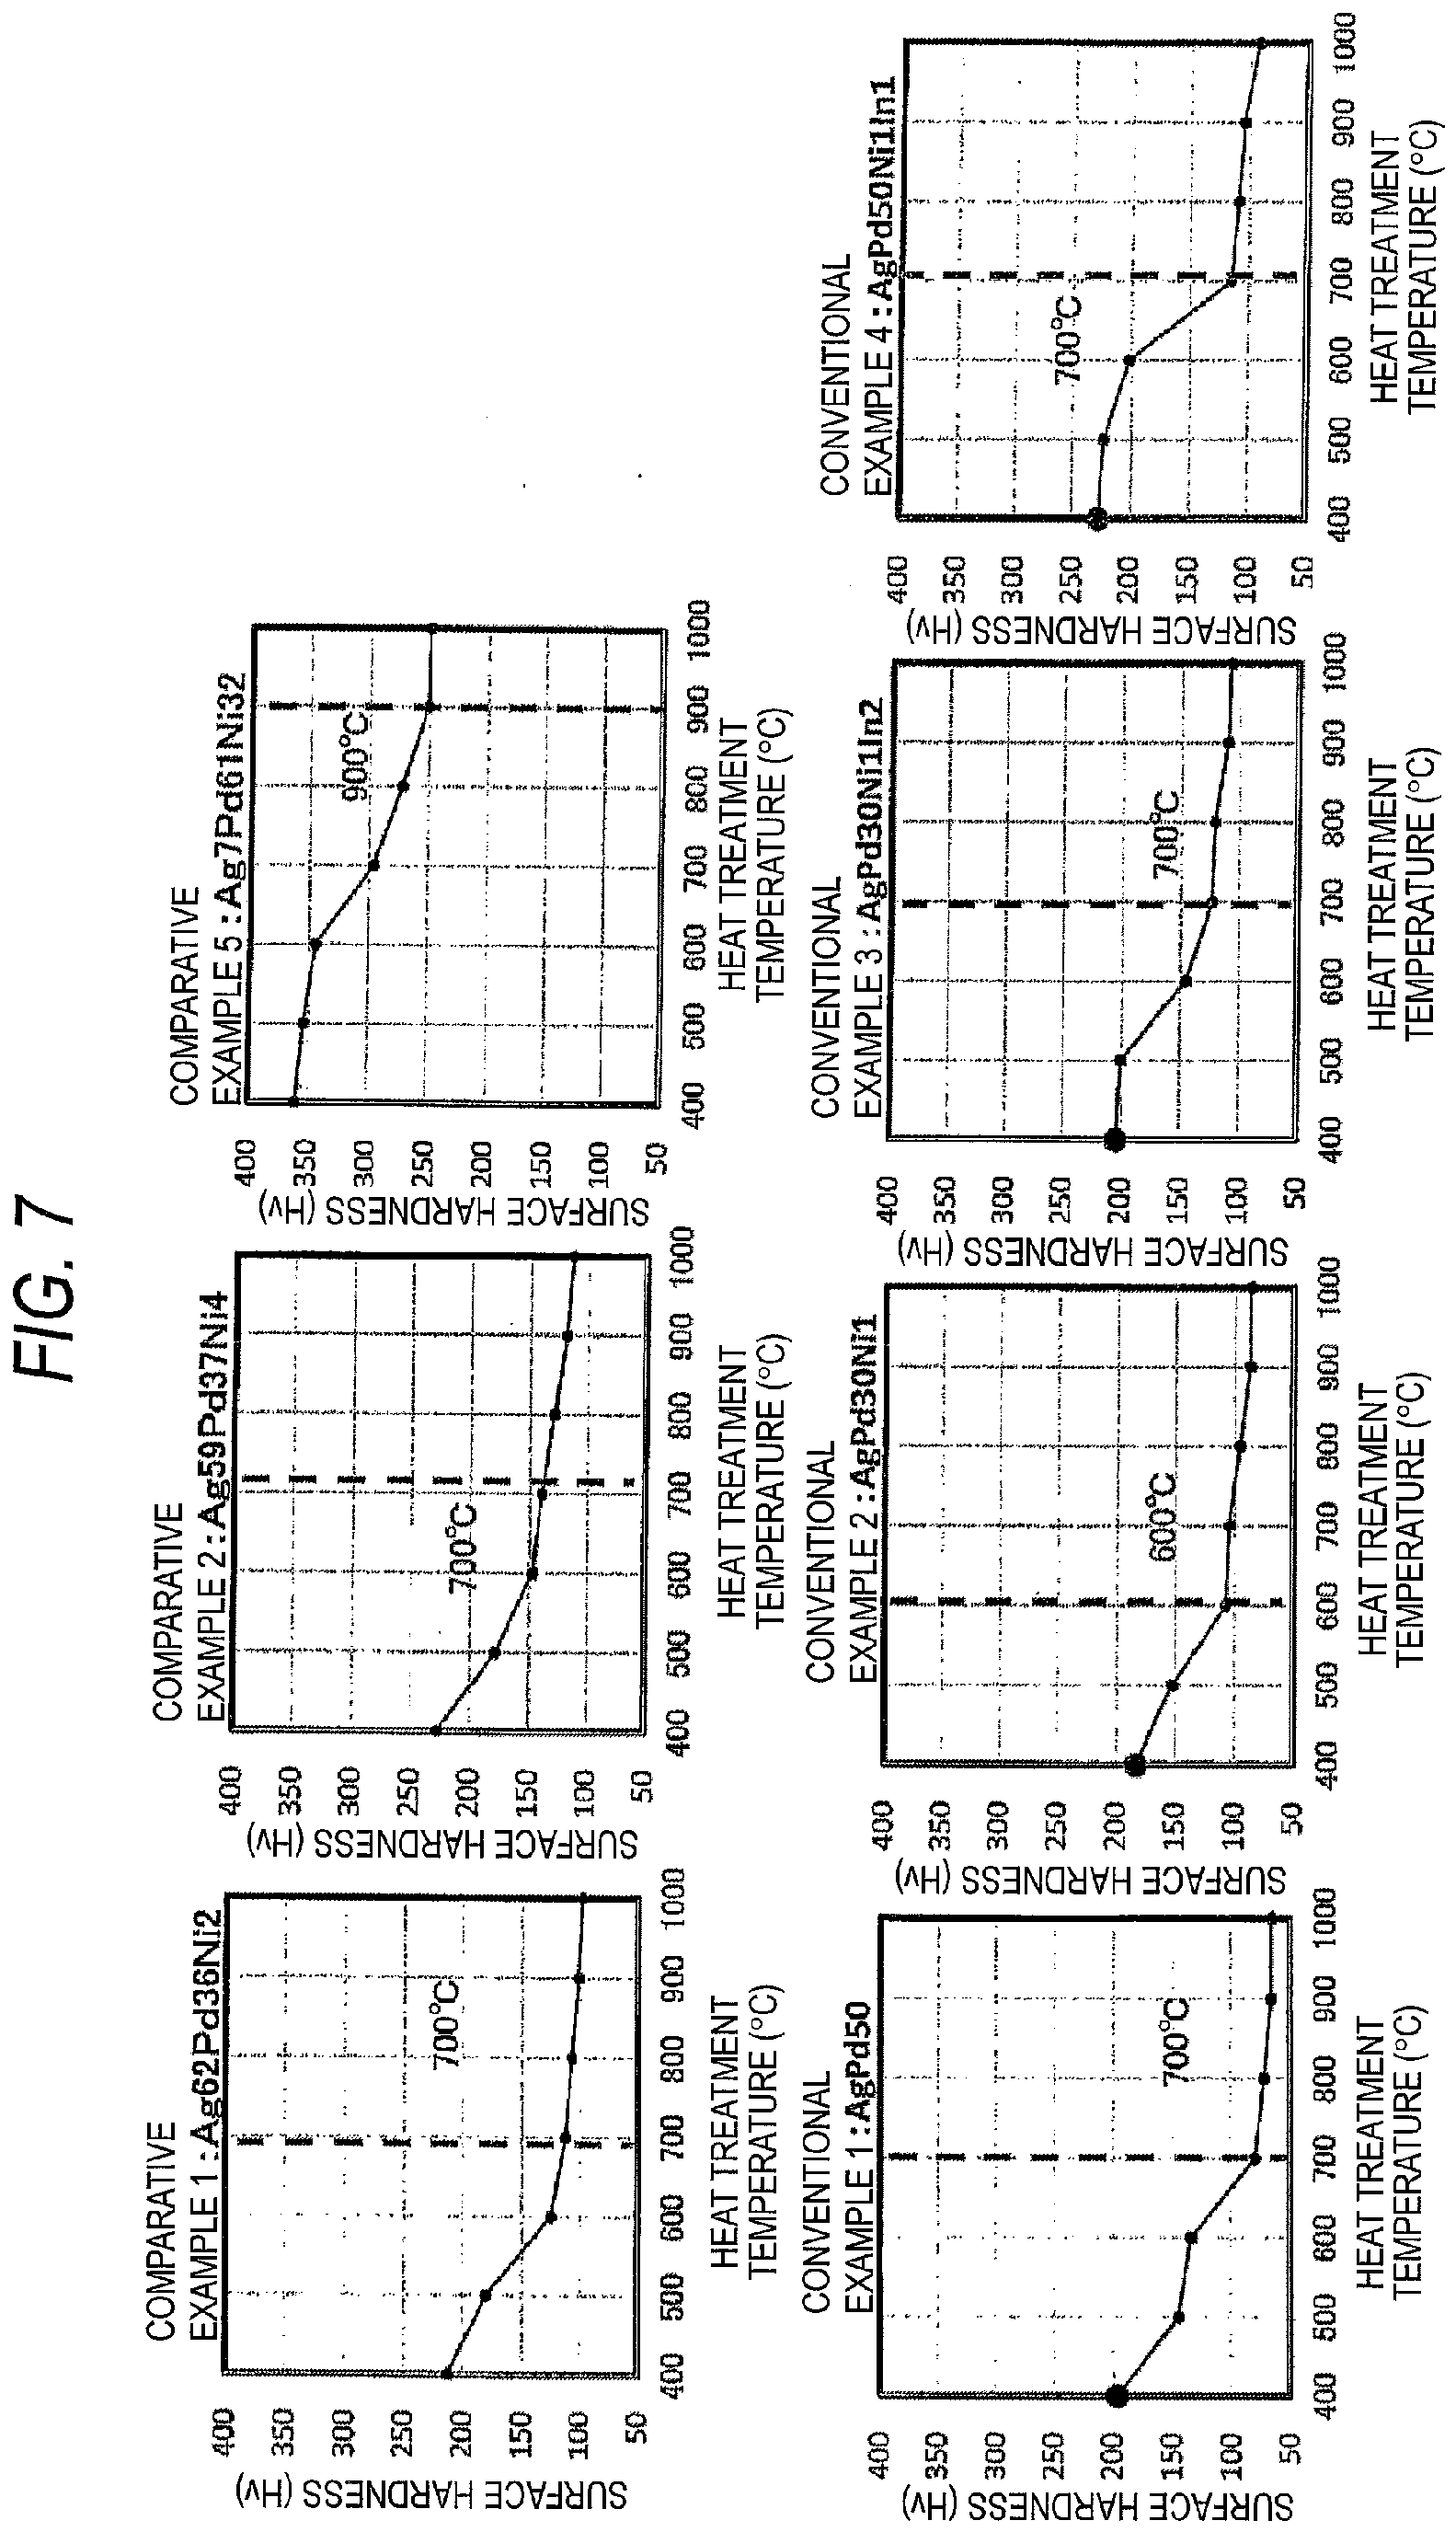 FIG. 7
COMPARATIVE
EXAMPLE 1 : Ag62Pd36Ni2
SURFACE HARDNESS (Hv)
400
350
300
250
200
150
100
50
700°C
400 500 600 700 800 900 1000
HEAT TREATMENT
TEMPERATURE (°C)
COMPARATIVE
EXAMPLE 2 : Ag59Pd37Ni4
SURFACE HARDNESS (Hv)
400
350
300
250
200
150
100
50
700°C
400 500 600 700 800 900 1000
HEAT TREATMENT
TEMPERATURE (°C)
COMPARATIVE
EXAMPLE 5 : Ag7Pd61Ni32
SURFACE HARDNESS (Hv)
400
350
300
250
200
150
100
50
900°C
400 500 600 700 800 900 1000
HEAT TREATMENT
TEMPERATURE (°C)
CONVENTIONAL
EXAMPLE 1 : AgPd50
SURFACE HARDNESS (Hv)
400
350
300
250
200
150
100
50
700°C
400 500 600 700 800 900 1000
HEAT TREATMENT
TEMPERATURE (°C)
CONVENTIONAL
EXAMPLE 2 : AgPd30Ni1
SURFACE HARDNESS (Hv)
400
350
300
250
200
150
100
50
600°C
400 500 600 700 800 900 1000
HEAT TREATMENT
TEMPERATURE (°C)
CONVENTIONAL
EXAMPLE 3 : AgPd30Ni1In2
SURFACE HARDNESS (Hv)
400
350
300
250
200
150
100
50
700°C
400 500 600 700 800 900 1000
HEAT TREATMENT
TEMPERATURE (°C)
CONVENTIONAL
EXAMPLE 4 : AgPd50Ni1In1
SURFACE HARDNESS (Hv)
400
350
300
250
200
150
100
50
700°C
400 500 600 700 800 900 1000
HEAT TREATMENT
TEMPERATURE (°C)